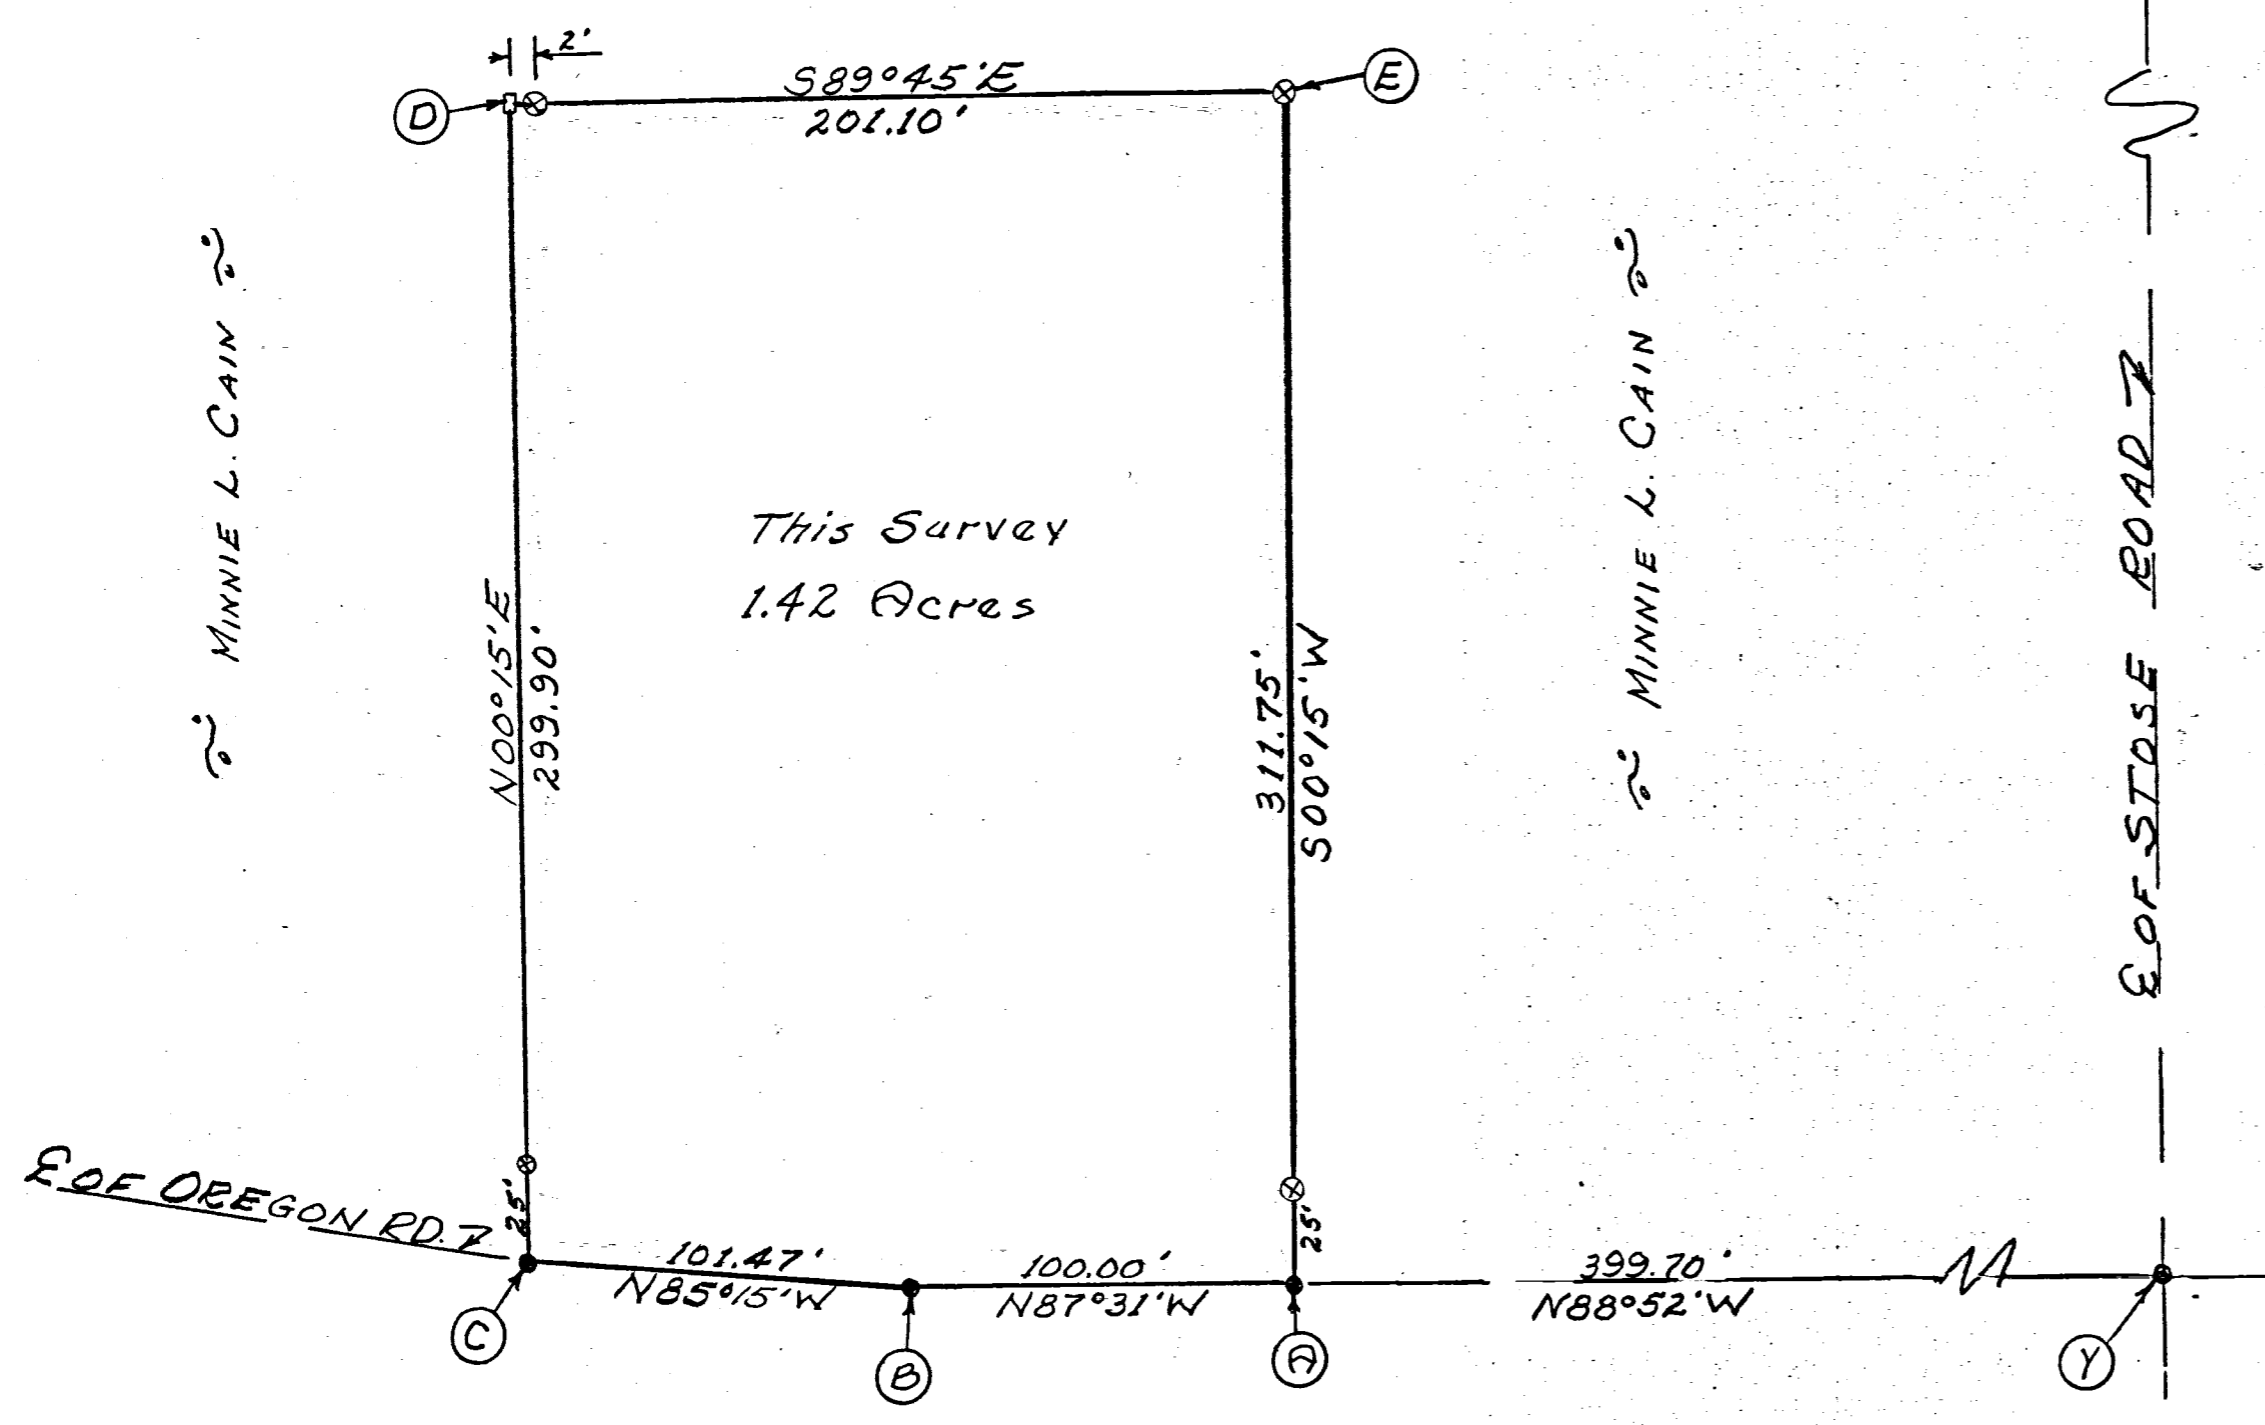 2'
S89°45'E
E
D
201.10'
MINNIE L. CAIN
MINNIE L. CAIN
℄ OF STOSE ROAD
This Survey
1.42 Acres
N00°15'E
299.90'
311.75'
S00°15'W
℄ OF OREGON RD.
25'
25'
101.47'
N85°15'W
100.00'
N87°31'W
399.70'
N88°52'W
C
B
A
Y